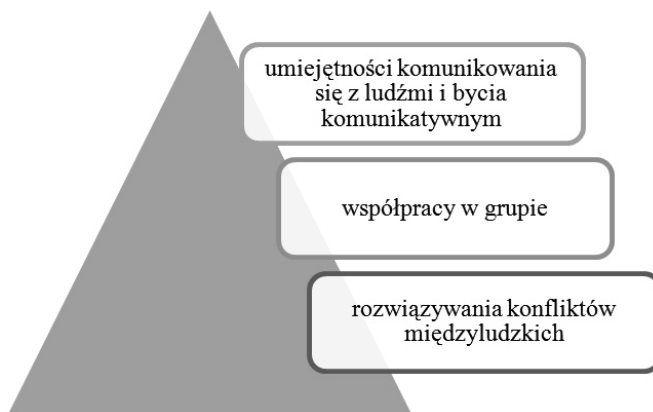 umiejętności komunikowania
się z ludźmi i bycia
komunikatywnym
współpracy w grupie
rozwiązywania konfliktów
międzyludzkich